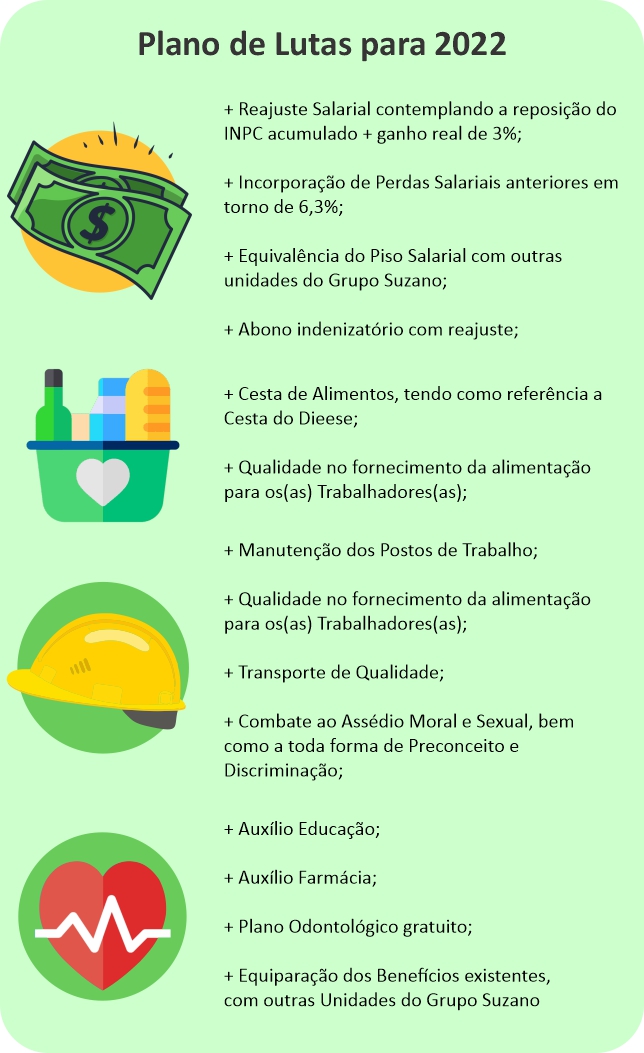 Plano de Lutas para 2022
+ Reajuste Salarial contemplando a reposição do
INPC acumulado + ganho real de 3%;
+ Incorporação de Perdas Salariais anteriores em
torno de 6,3%;
+ Equivalência do Piso Salarial com outras
unidades do Grupo Suzano;
+ Abono indenizatório com reajuste;
+ Cesta de Alimentos, tendo como referência a
Cesta do Dieese;
+ Qualidade no fornecimento da alimentação
para os(as) Trabalhadores(as);
+ Manutenção dos Postos de Trabalho;
+ Qualidade no fornecimento da alimentação
para os(as) Trabalhadores(as);
+ Transporte de Qualidade;
+ Combate ao Assédio Moral e Sexual, bem
como a toda forma de Preconceito e
Discriminação;
+ Auxílio Educação;
+ Auxílio Farmácia;
+ Plano Odontológico gratuito;
+ Equiparação dos Benefícios existentes,
com outras Unidades do Grupo Suzano